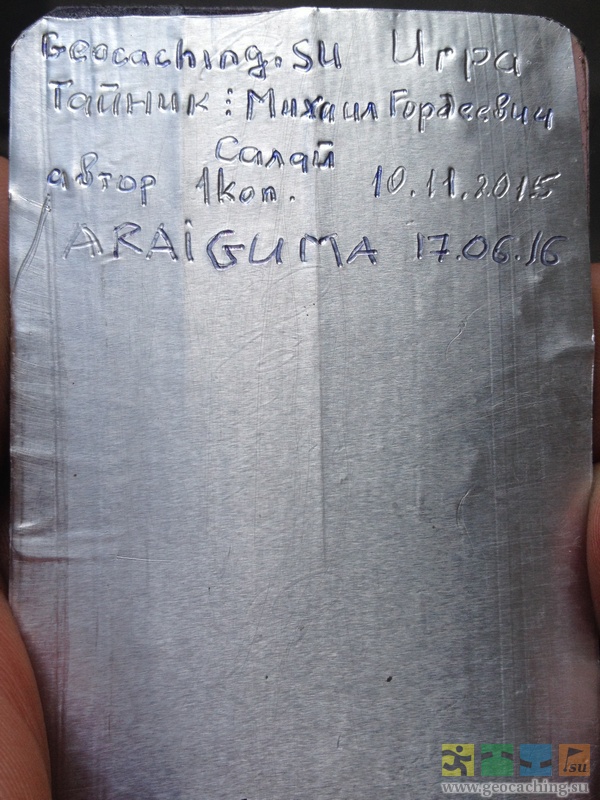 Geocaching.su Игра
Тайник: Михаил Гордеевич
Салай
автор 1коп. 10.11.2015
ARAiGUMA 17.06.16
su
www.geocaching.su